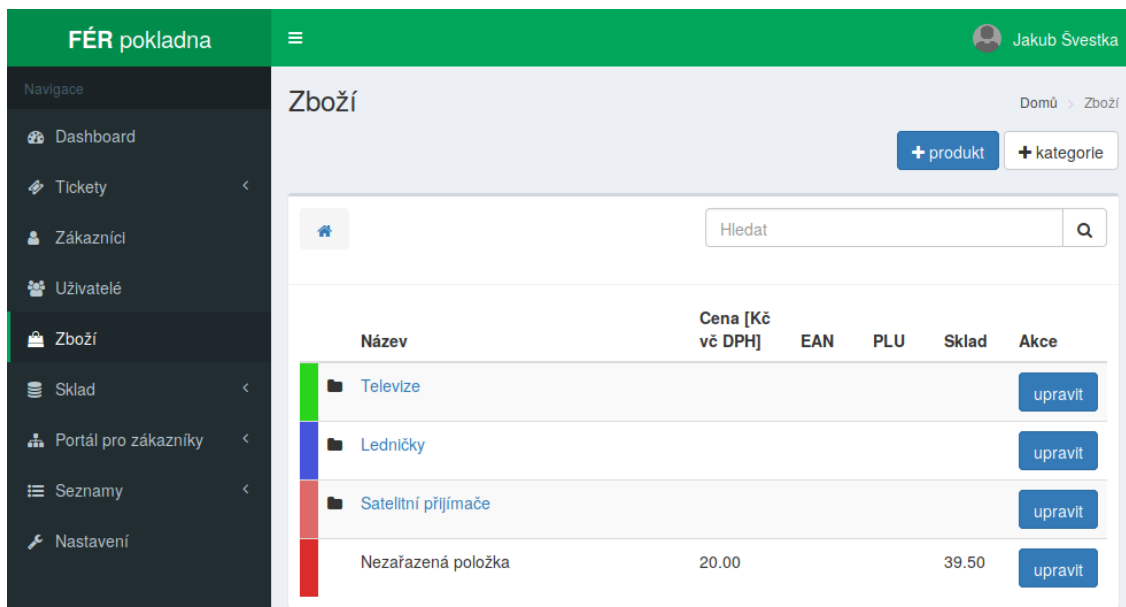 FÉR pokladna
Jakub Švestka
Navigace
Dashboard
Tickety
Zákazníci
Uživatelé
Zboží
Sklad
Portál pro zákazníky
Seznamy
Nastavení
Zboží
Domů > Zboží
+ produkt
+ kategorie
Hledat
Název Cena [Kč vč DPH] EAN PLU Sklad Akce
Televize upravit
Ledničky upravit
Satelitní přijímače upravit
Nezařazená položka 20.00 39.50 upravit